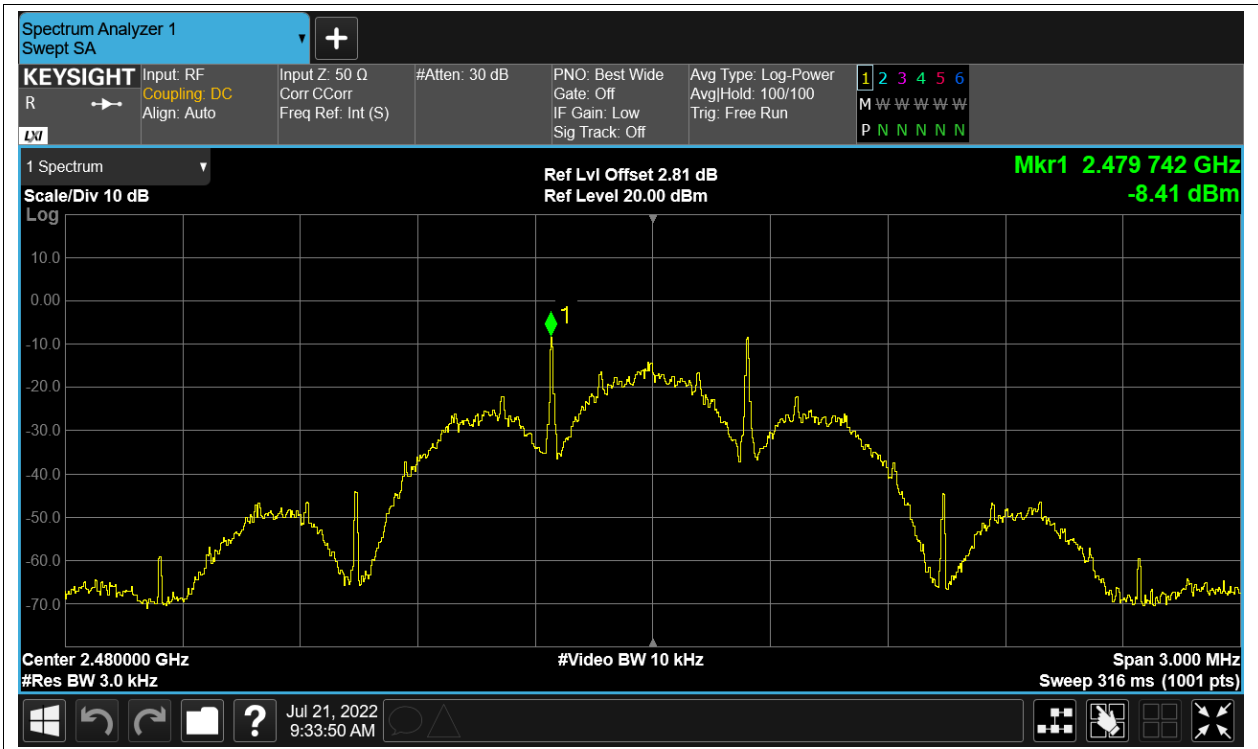 Spectrum Analyzer 1
Swept SA
KEYSIGHT
R
LXI
Input: RF
Coupling: DC
Align: Auto
Input Z: 50 Ω
Corr CCorr
Freq Ref: Int (S)
#Atten: 30 dB
PNO: Best Wide
Gate: Off
IF Gain: Low
Sig Track: Off
Avg Type: Log-Power
Avg|Hold: 100/100
Trig: Free Run
1 2 3 4 5 6
M W W W W W
P N N N N N
1 Spectrum
Scale/Div 10 dB
Log
Ref Lvl Offset 2.81 dB
Ref Level 20.00 dBm
Mkr1 2.479 742 GHz
-8.41 dBm
10.0
0.00
1
-10.0
-20.0
-30.0
-40.0
-50.0
-60.0
-70.0
Center 2.480000 GHz
#Res BW 3.0 kHz
#Video BW 10 kHz
Span 3.000 MHz
Sweep 316 ms (1001 pts)
?
Jul 21, 2022
9:33:50 AM